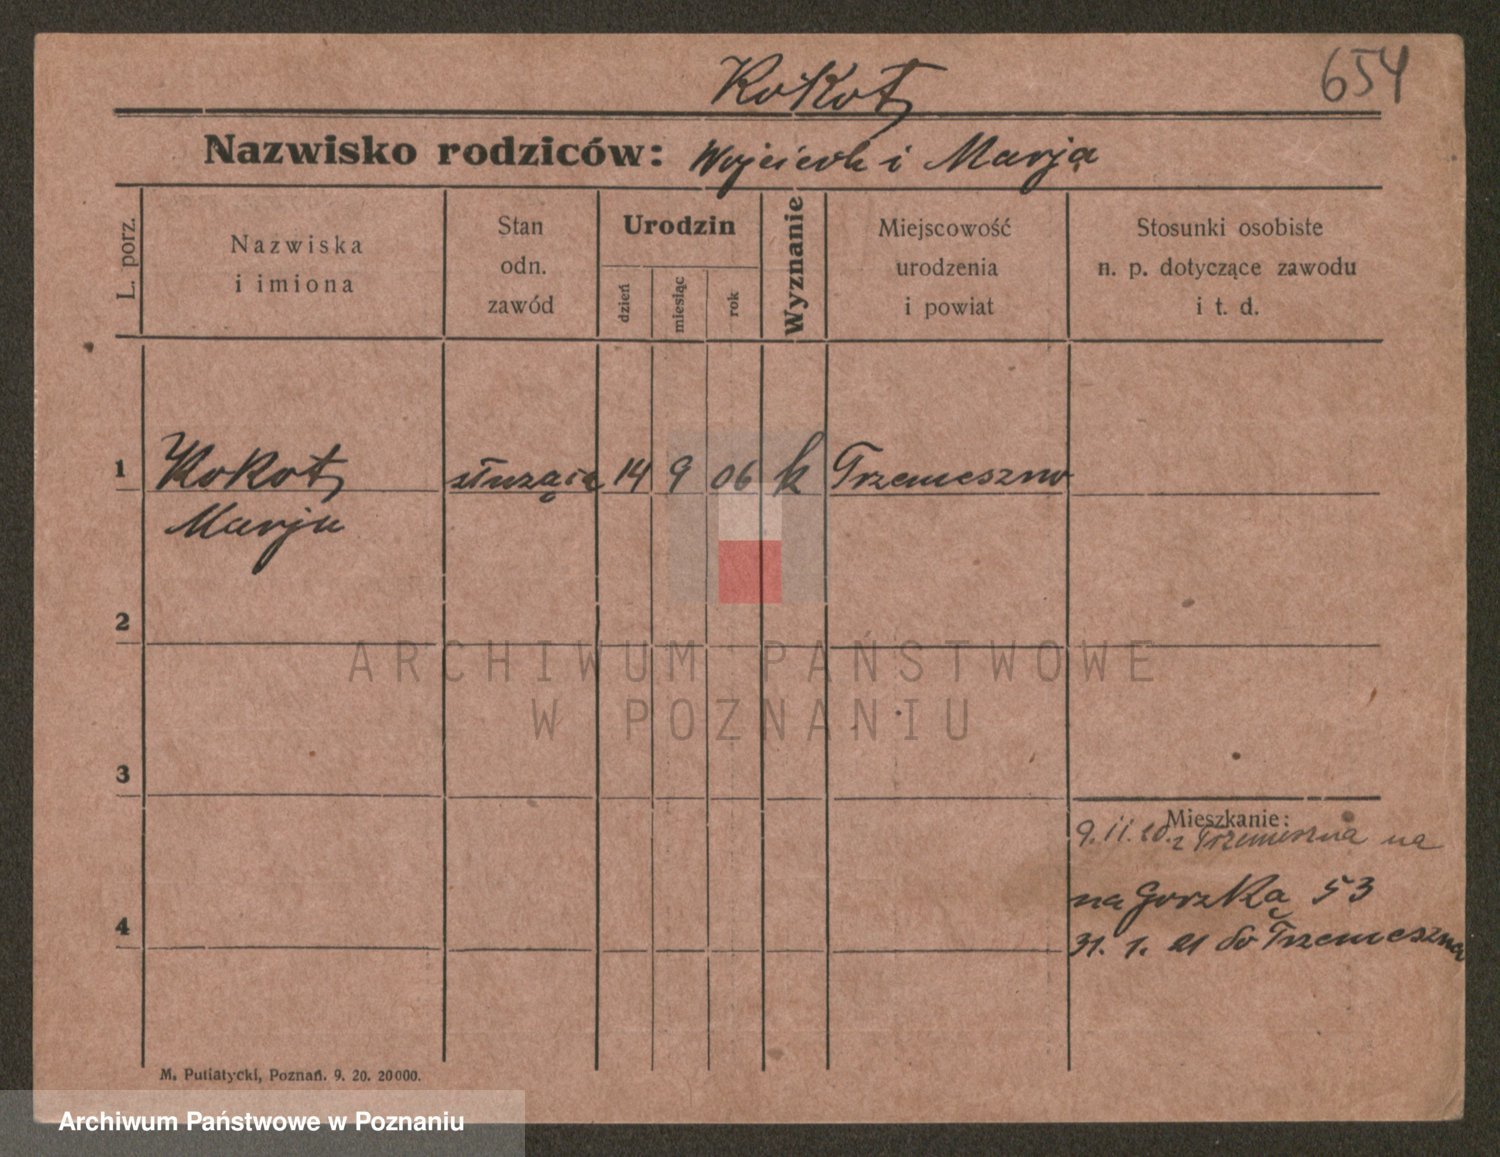 Kokot
654
Nazwisko rodziców: Wojciech i Marja
L. porz.
Nazwiska
i imiona
Stan
odn.
zawód
Urodzin
dzień
miesiąc
rok
Wyznanie
Miejscowość
urodzenia
i powiat
Stosunki osobiste
n. p. dotyczące zawodu
i t. d.
1 Kokot służąca 14 9 06 k Trzemeszno
Marja
2
3
4
Mieszkanie:
9. 11. 20. z Trzemeszna na
na Gorzką 53
31. 1. 21 do Trzemeszna
M. Putiatycki, Poznań. 9. 20. 20000.
ARCHIWUM PAŃSTWOWE
W POZNANIU
Archiwum Państwowe w Poznaniu